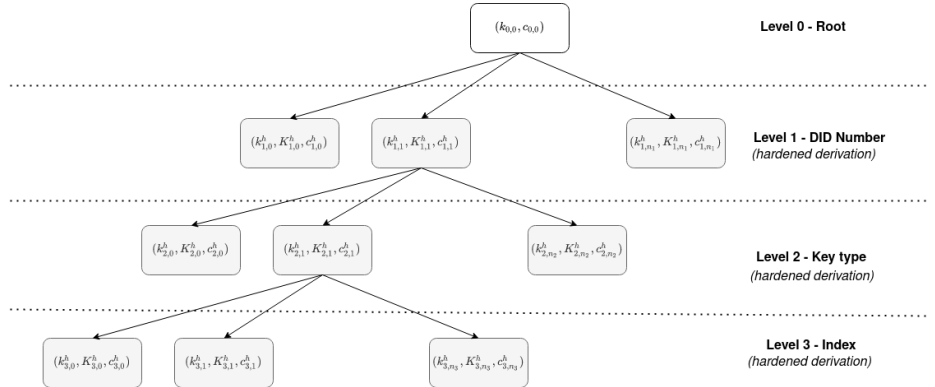 (k_{0,0}, c_{0,0})
Level 0 - Root
(k^h_{1,0}, K^h_{1,0}, c^h_{1,0})
(k^h_{1,1}, K^h_{1,1}, c^h_{1,1})
(k^h_{1,n_1}, K^h_{1,n_1}, c^h_{1,n_1})
Level 1 - DID Number
(hardened derivation)
(k^h_{2,0}, K^h_{2,0}, c^h_{2,0})
(k^h_{2,1}, K^h_{2,1}, c^h_{2,1})
(k^h_{2,n_2}, K^h_{2,n_2}, c^h_{2,n_2})
Level 2 - Key type
(hardened derivation)
(k^h_{3,0}, K^h_{3,0}, c^h_{3,0})
(k^h_{3,1}, K^h_{3,1}, c^h_{3,1})
(k^h_{3,n_3}, K^h_{3,n_3}, c^h_{3,n_3})
Level 3 - Index
(hardened derivation)